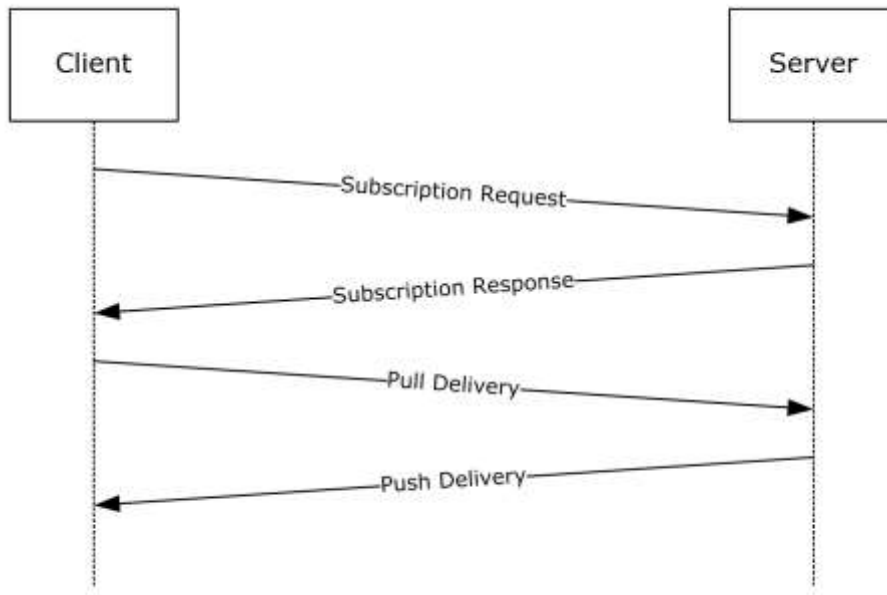 Client
Server
Subscription Request
Subscription Response
Pull Delivery
Push Delivery